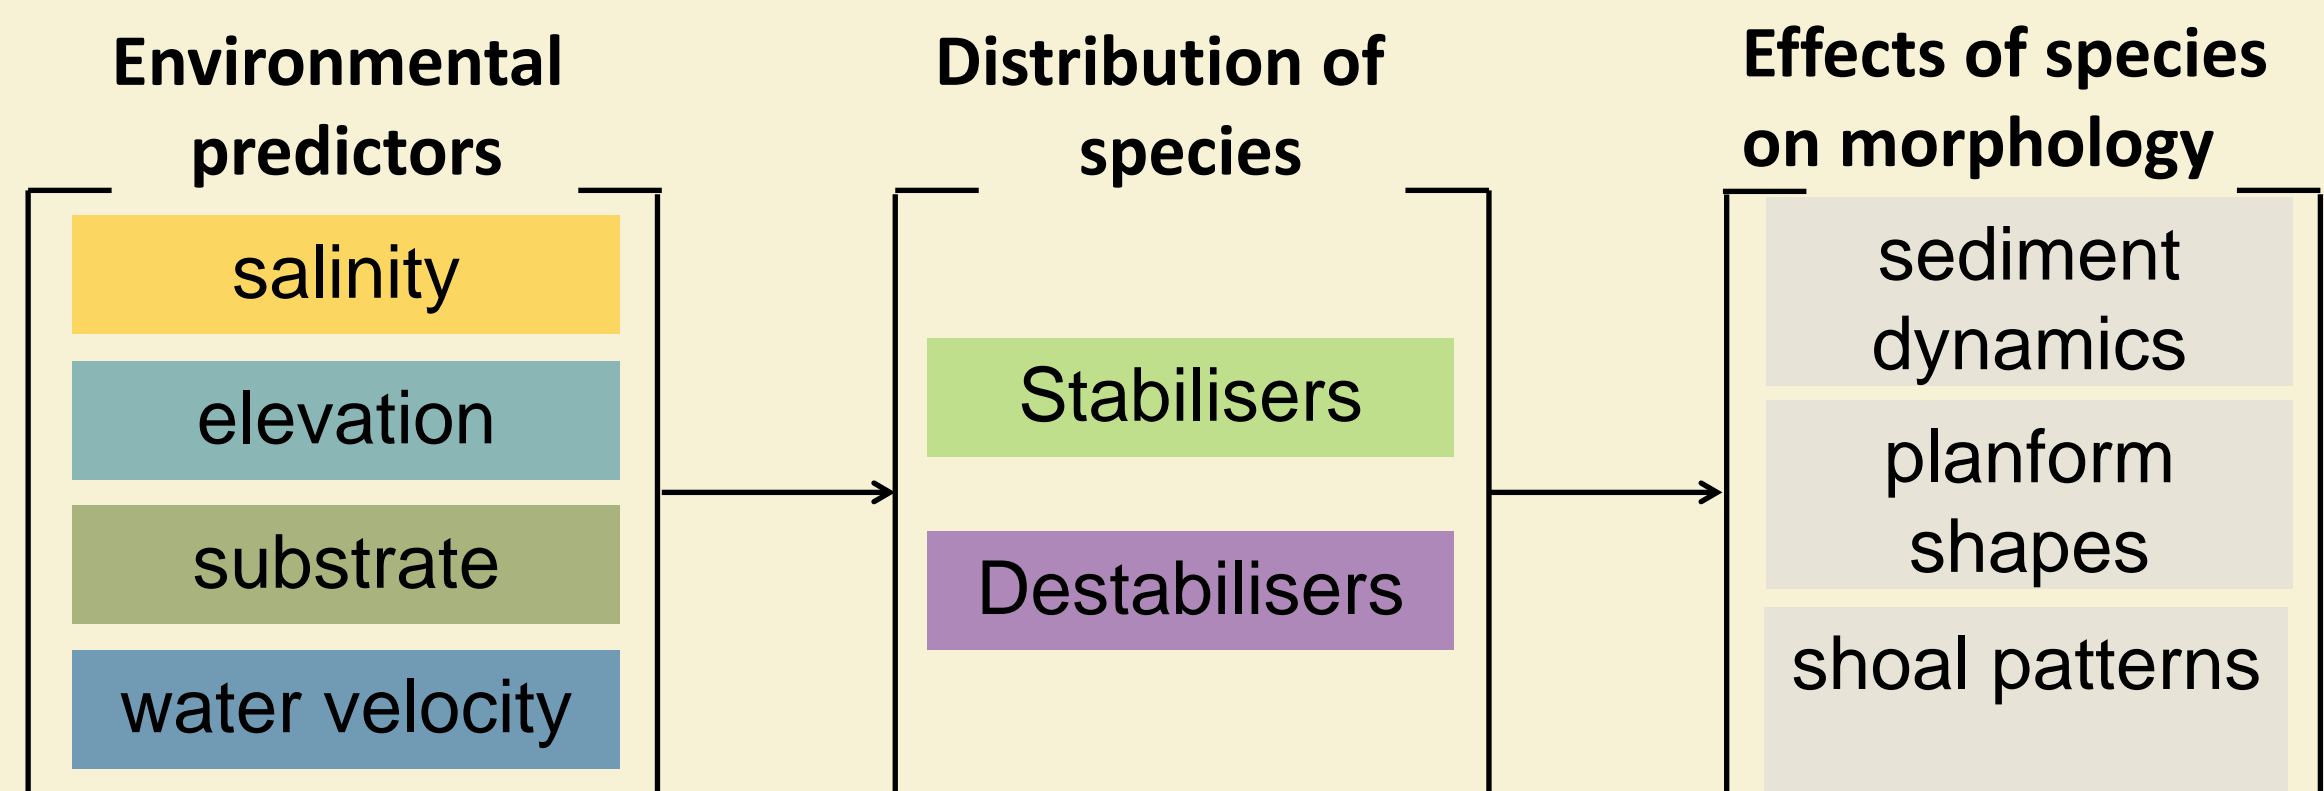 Environmental
predictors
salinity
elevation
substrate
water velocity
Distribution of
species
Stabilisers
Destabilisers
Effects of species
on morphology
sediment
dynamics
planform
shapes
shoal patterns